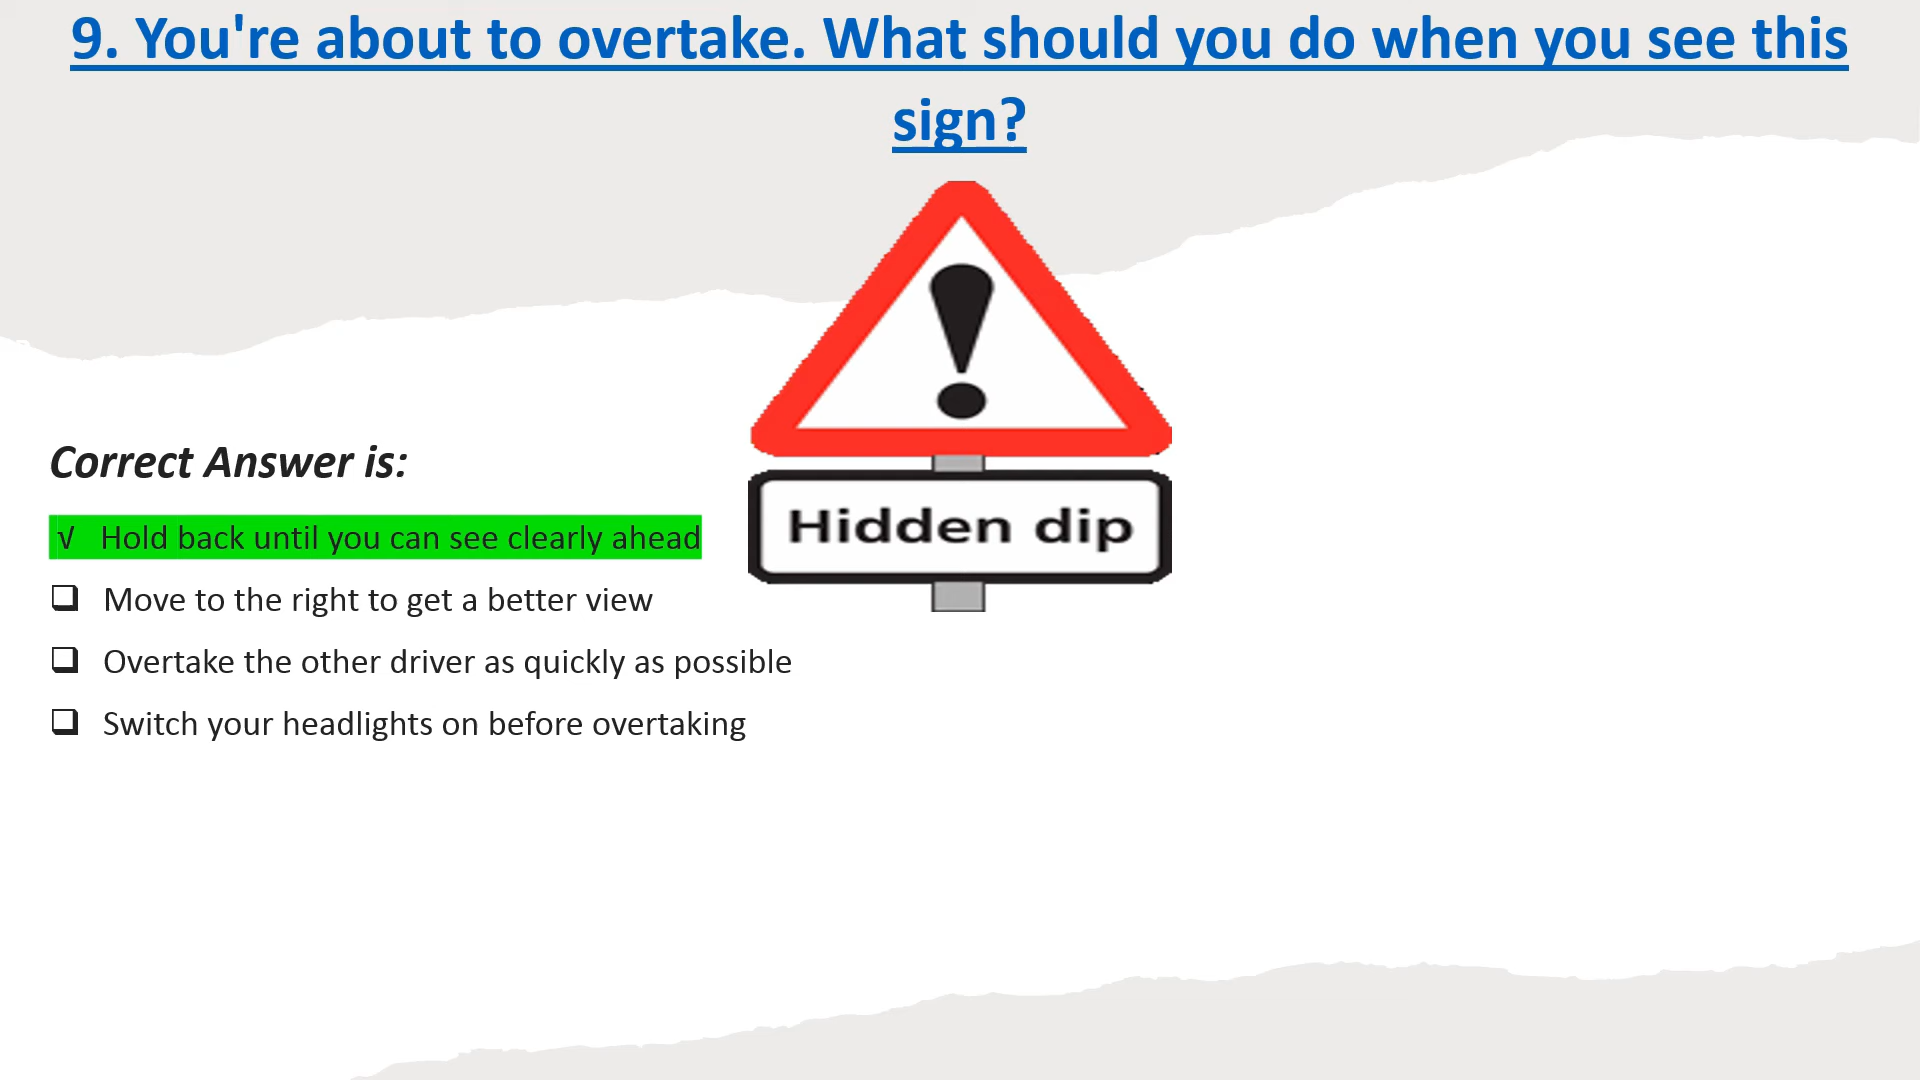 9. You're about to overtake. What should you do when you see this
sign?
Hidden dip
Correct Answer is:
√ Hold back until you can see clearly ahead
❑ Move to the right to get a better view
❑ Overtake the other driver as quickly as possible
❑ Switch your headlights on before overtaking